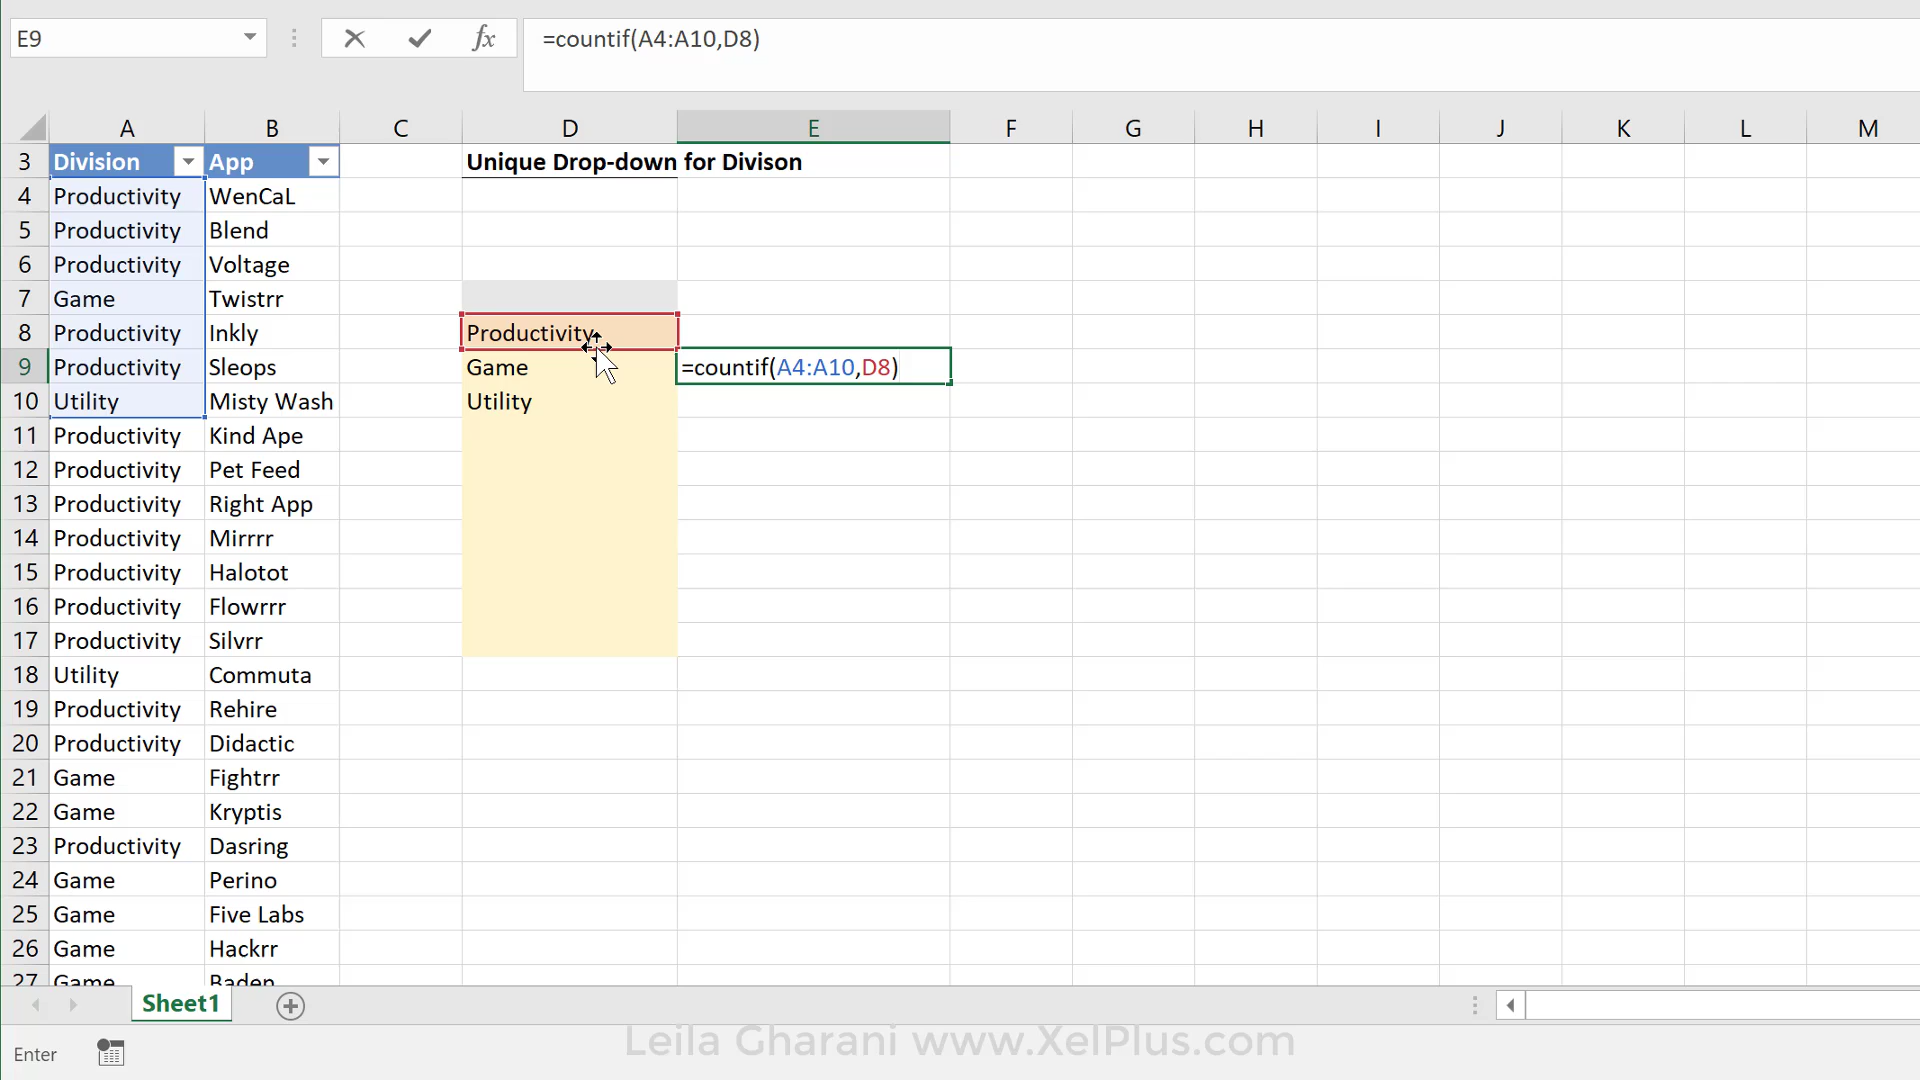 E9 fx =countif(A4:A10,D8)
A B C D E F G H I J K L M
3 Division App Unique Drop-down for Divison
4 Productivity WenCaL
5 Productivity Blend
6 Productivity Voltage
7 Game Twistrr
8 Productivity Inkly Productivity
9 Productivity Sleops Game =countif(A4:A10,D8)
10 Utility Misty Wash Utility
11 Productivity Kind Ape
12 Productivity Pet Feed
13 Productivity Right App
14 Productivity Mirrrr
15 Productivity Halotot
16 Productivity Flowrrr
17 Productivity Silvrr
18 Utility Commuta
19 Productivity Rehire
20 Productivity Didactic
21 Game Fightrr
22 Game Kryptis
23 Productivity Dasring
24 Game Perino
25 Game Five Labs
26 Game Hackrr
27 Game Baden
Sheet1
Leila Gharani www.XelPlus.com
Enter